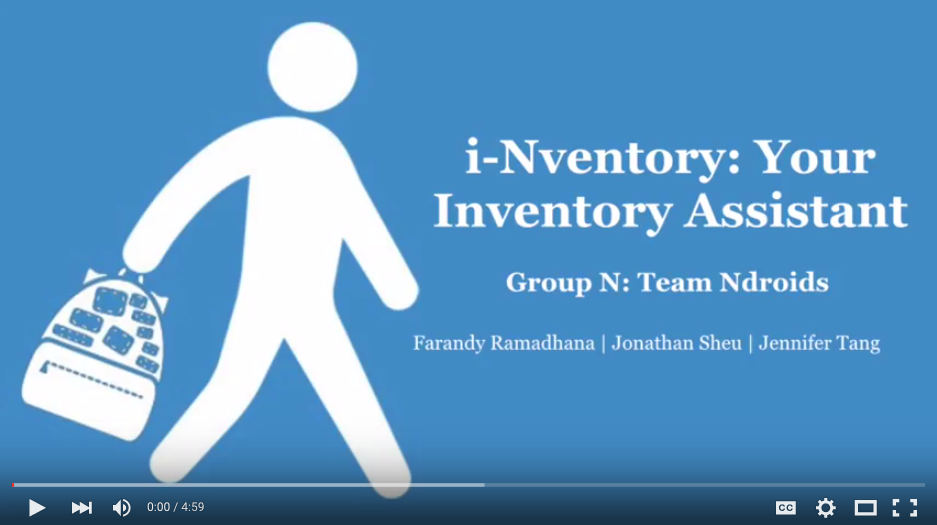 i-Nventory: Your
Inventory Assistant
Group N: Team Ndroids
Farandy Ramadhana | Jonathan Sheu | Jennifer Tang
0:00 / 4:59
CC